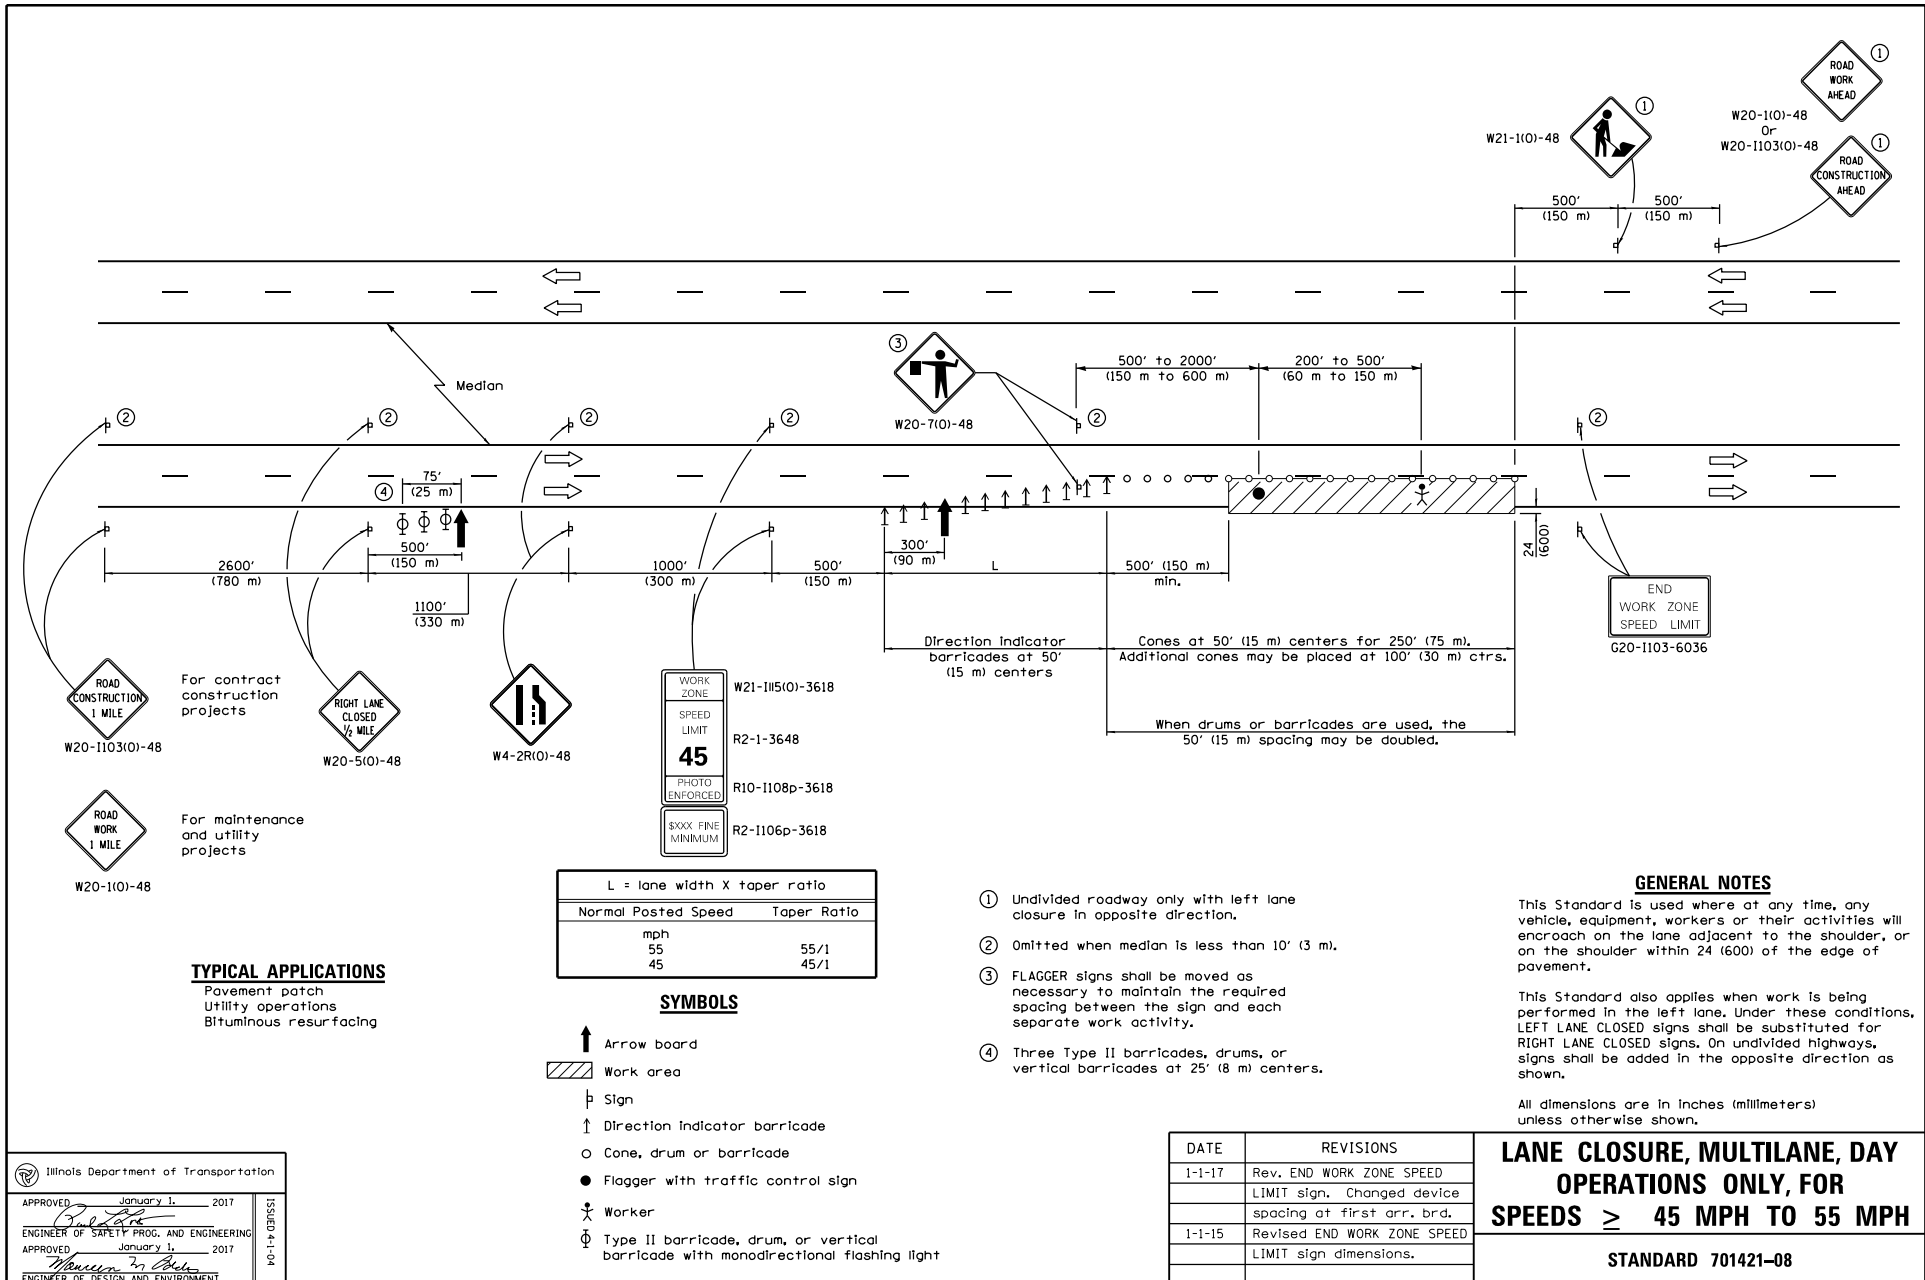 ROAD
WORK
AHEAD
1
W20-1(O)-48
Or
W20-I103(O)-48
ROAD
CONSTRUCTION
AHEAD
1
W21-1(O)-48
1
500'
(150 m)
500'
(150 m)
Median
3
W20-7(O)-48
500' to 2000'
(150 m to 600 m)
200' to 500'
(60 m to 150 m)
2
2
2
2
2
2
4
75'
(25 m)
500'
(150 m)
2600'
(780 m)
1100'
(330 m)
1000'
(300 m)
500'
(150 m)
300'
(90 m)
L
500' (150 m)
min.
24
(600)
Direction indicator
barricades at 50'
(15 m) centers
Cones at 50' (15 m) centers for 250' (75 m).
Additional cones may be placed at 100' (30 m) ctrs.
When drums or barricades are used, the
50' (15 m) spacing may be doubled.
END
WORK ZONE
SPEED LIMIT
G20-I103-6036
ROAD
CONSTRUCTION
1 MILE
W20-I103(O)-48
For contract
construction
projects
RIGHT LANE
CLOSED
½ MILE
W20-5(O)-48
W4-2R(O)-48
WORK
ZONE
W21-I115(O)-3618
SPEED
LIMIT
45
R2-1-3648
PHOTO
ENFORCED
R10-I108p-3618
$XXX FINE
MINIMUM
R2-I106p-3618
ROAD
WORK
1 MILE
W20-1(O)-48
For maintenance
and utility
projects
L = lane width X taper ratio
Normal Posted Speed Taper Ratio
mph
55 55/1
45 45/1
TYPICAL APPLICATIONS
Pavement patch
Utility operations
Bituminous resurfacing
SYMBOLS
Arrow board
Work area
Sign
Direction indicator barricade
Cone, drum or barricade
Flagger with traffic control sign
Worker
Type II barricade, drum, or vertical
barricade with monodirectional flashing light
1 Undivided roadway only with left lane
closure in opposite direction.
2 Omitted when median is less than 10' (3 m).
3 FLAGGER signs shall be moved as
necessary to maintain the required
spacing between the sign and each
separate work activity.
4 Three Type II barricades, drums, or
vertical barricades at 25' (8 m) centers.
GENERAL NOTES
This Standard is used where at any time, any
vehicle, equipment, workers or their activities will
encroach on the lane adjacent to the shoulder, or
on the shoulder within 24 (600) of the edge of
pavement.
This Standard also applies when work is being
performed in the left lane. Under these conditions,
LEFT LANE CLOSED signs shall be substituted for
RIGHT LANE CLOSED signs. On undivided highways,
signs shall be added in the opposite direction as
shown.
All dimensions are in inches (millimeters)
unless otherwise shown.
Illinois Department of Transportation
APPROVED January 1, 2017
ENGINEER OF SAFETY PROG. AND ENGINEERING
APPROVED January 1, 2017
ENGINEER OF DESIGN AND ENVIRONMENT
ISSUED 4-1-04
DATE REVISIONS
1-1-17 Rev. END WORK ZONE SPEED
LIMIT sign. Changed device
spacing at first arr. brd.
1-1-15 Revised END WORK ZONE SPEED
LIMIT sign dimensions.
LANE CLOSURE, MULTILANE, DAY
OPERATIONS ONLY, FOR
SPEEDS ≥ 45 MPH TO 55 MPH
STANDARD 701421–08